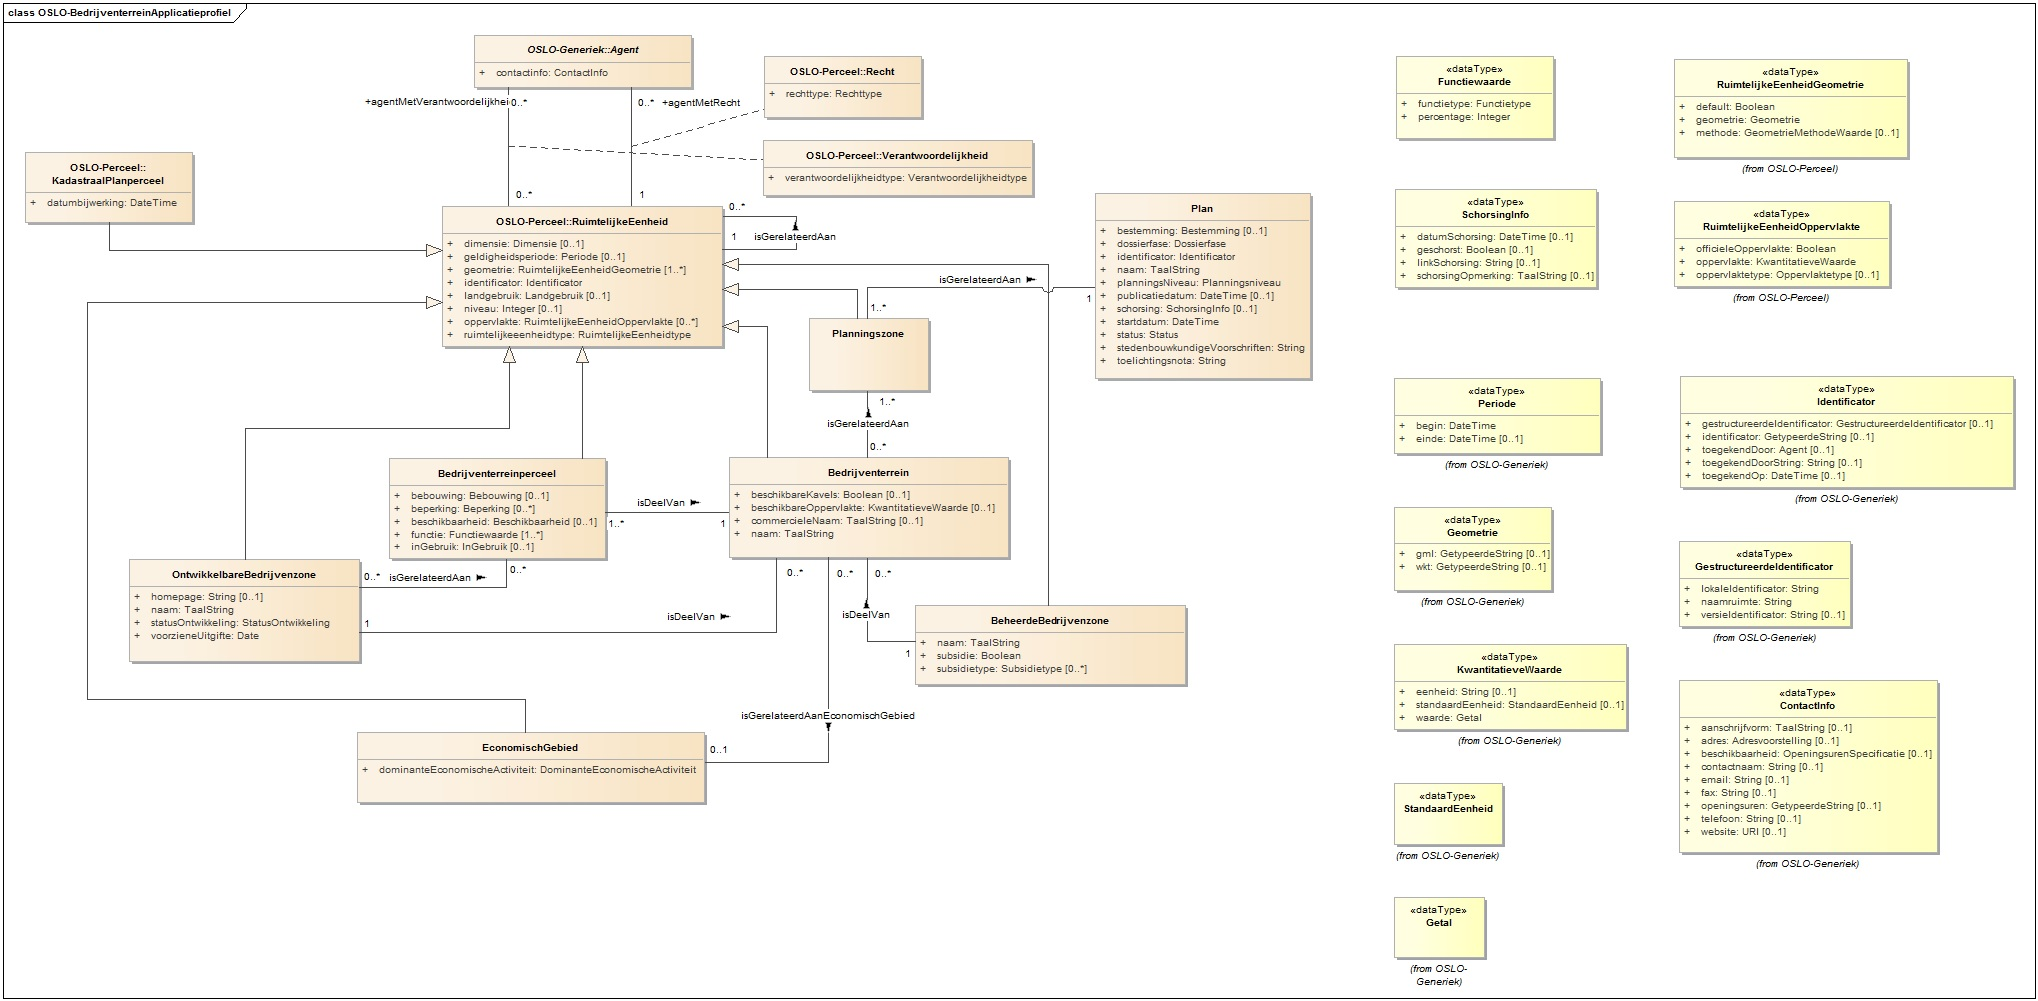 class OSLO-BedrijventerreinApplicatieprofiel
OSLO-Generiek::Agent
+ contactinfo: ContactInfo
+agentMetVerantwoordelijkhei 0..*
0..* +agentMetRecht
OSLO-Perceel::Recht
+ rechttype: Rechttype
OSLO-Perceel::Verantwoordelijkheid
+ verantwoordelijkheidtype: Verantwoordelijkheidtype
0..*
1
OSLO-Perceel::
KadastraalPlanperceel
+ datumbijwerking: DateTime
OSLO-Perceel::RuimtelijkeEenheid
+ dimensie: Dimensie [0..1]
+ geldigheidsperiode: Periode [0..1]
+ geometrie: RuimtelijkeEenheidGeometrie [1..*]
+ identificator: Identificator
+ landgebruik: Landgebruik [0..1]
+ niveau: Integer [0..1]
+ oppervlakte: RuimtelijkeEenheidOppervlakte [0..*]
+ ruimtelijkeeenheidtype: RuimtelijkeEenheidtype
0..*
1
isGerelateerdAan
isGerelateerdAan
1..*
1
Plan
+ bestemming: Bestemming [0..1]
+ dossierfase: Dossierfase
+ identificator: Identificator
+ naam: TaalString
+ planningsNiveau: Planningsniveau
+ publicatiedatum: DateTime [0..1]
+ schorsing: SchorsingInfo [0..1]
+ startdatum: DateTime
+ status: Status
+ stedenbouwkundigeVoorschriften: String
+ toelichtingsnota: String
Planningszone
1..*
isGerelateerdAan
0..*
Bedrijventerreinperceel
+ bebouwing: Bebouwing [0..1]
+ beperking: Beperking [0..*]
+ beschikbaarheid: Beschikbaarheid [0..1]
+ functie: Functiewaarde [1..*]
+ inGebruik: InGebruik [0..1]
isDeelVan
1..*
1
Bedrijventerrein
+ beschikbareKavels: Boolean [0..1]
+ beschikbareOppervlakte: KwantitatieveWaarde [0..1]
+ commercieleNaam: TaalString [0..1]
+ naam: TaalString
OntwikkelbareBedrijvenzone
+ homepage: String [0..1]
+ naam: TaalString
+ statusOntwikkeling: StatusOntwikkeling
+ voorzieneUitgifte: Date
0..* isGerelateerdAan
0..*
1
isDeelVan
0..*
0..*
0..*
isDeelVan
1
BeheerdeBedrijvenzone
+ naam: TaalString
+ subsidie: Boolean
+ subsidietype: Subsidietype [0..*]
isGerelateerdAanEconomischGebied
0..1
EconomischGebied
+ dominanteEconomischeActiviteit: DominanteEconomischeActiviteit
«dataType»
Functiewaarde
+ functietype: Functietype
+ percentage: Integer
«dataType»
SchorsingInfo
+ datumSchorsing: DateTime [0..1]
+ geschorst: Boolean [0..1]
+ linkSchorsing: String [0..1]
+ schorsingOpmerking: TaalString [0..1]
«dataType»
Periode
+ begin: DateTime
+ einde: DateTime [0..1]
(from OSLO-Generiek)
«dataType»
Geometrie
+ gml: GetypeerdeString [0..1]
+ wkt: GetypeerdeString [0..1]
(from OSLO-Generiek)
«dataType»
KwantitatieveWaarde
+ eenheid: String [0..1]
+ standaardEenheid: StandaardEenheid [0..1]
+ waarde: Getal
(from OSLO-Generiek)
«dataType»
StandaardEenheid
(from OSLO-Generiek)
«dataType»
Getal
(from OSLO-
Generiek)
«dataType»
RuimtelijkeEenheidGeometrie
+ default: Boolean
+ geometrie: Geometrie
+ methode: GeometrieMethodeWaarde [0..1]
(from OSLO-Perceel)
«dataType»
RuimtelijkeEenheidOppervlakte
+ officieleOppervlakte: Boolean
+ oppervlakte: KwantitatieveWaarde
+ oppervlaktetype: Oppervlaktetype [0..1]
(from OSLO-Perceel)
«dataType»
Identificator
+ gestructureerdeIdentificator: GestructureerdeIdentificator [0..1]
+ identificator: GetypeerdeString [0..1]
+ toegekendDoor: Agent [0..1]
+ toegekendDoorString: String [0..1]
+ toegekendOp: DateTime [0..1]
(from OSLO-Generiek)
«dataType»
GestructureerdeIdentificator
+ lokaleIdentificator: String
+ naamruimte: String
+ versieIdentificator: String [0..1]
(from OSLO-Generiek)
«dataType»
ContactInfo
+ aanschrijfvorm: TaalString [0..1]
+ adres: Adresvoorstelling [0..1]
+ beschikbaarheid: OpeningsurenSpecificatie [0..1]
+ contactnaam: String [0..1]
+ email: String [0..1]
+ fax: String [0..1]
+ openingsuren: GetypeerdeString [0..1]
+ telefoon: String [0..1]
+ website: URI [0..1]
(from OSLO-Generiek)